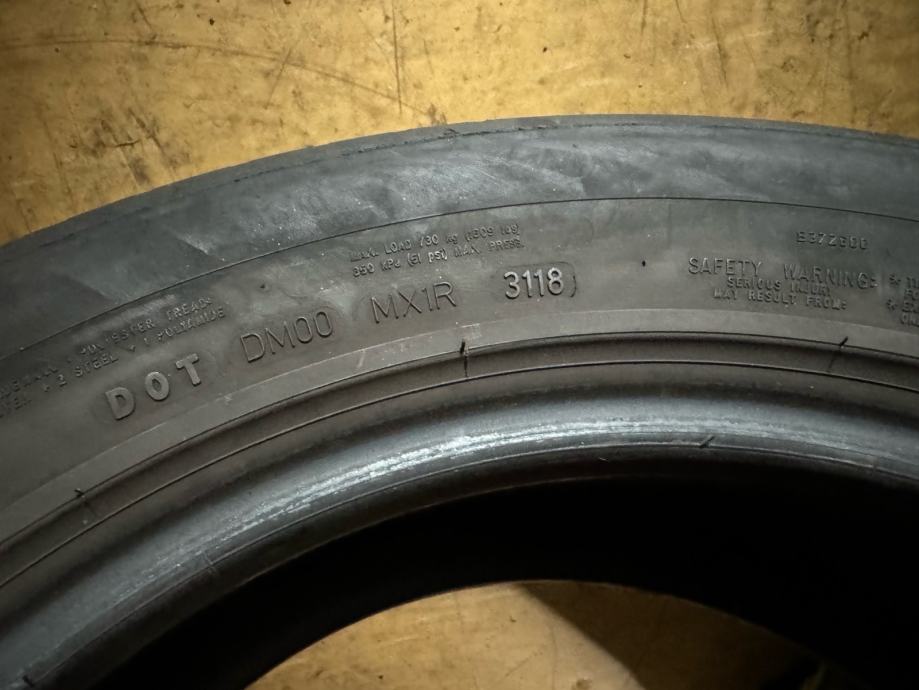 MAX. LOAD 730 kg (1609 lbs)
350 kPa (51 psi) MAX. PRESS.
POLYESTER TREAD:
2 STEEL + 1 POLYAMIDE
DOT DM00 MX1R 3118
SAFETY WARNING:
SERIOUS INJURY
MAY RESULT FROM: